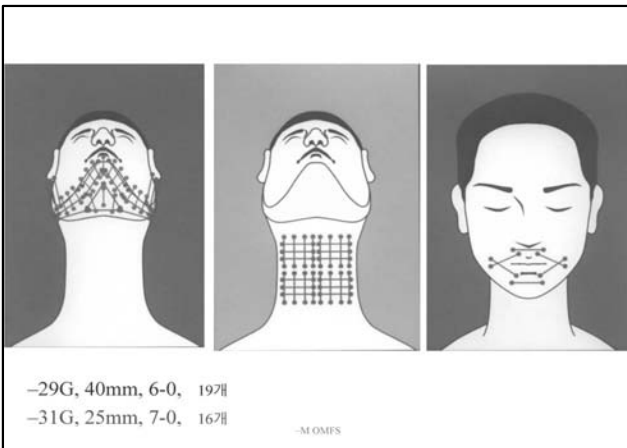 –29G, 40mm, 6-0, 19개
–31G, 25mm, 7-0, 16개
–M OMFS